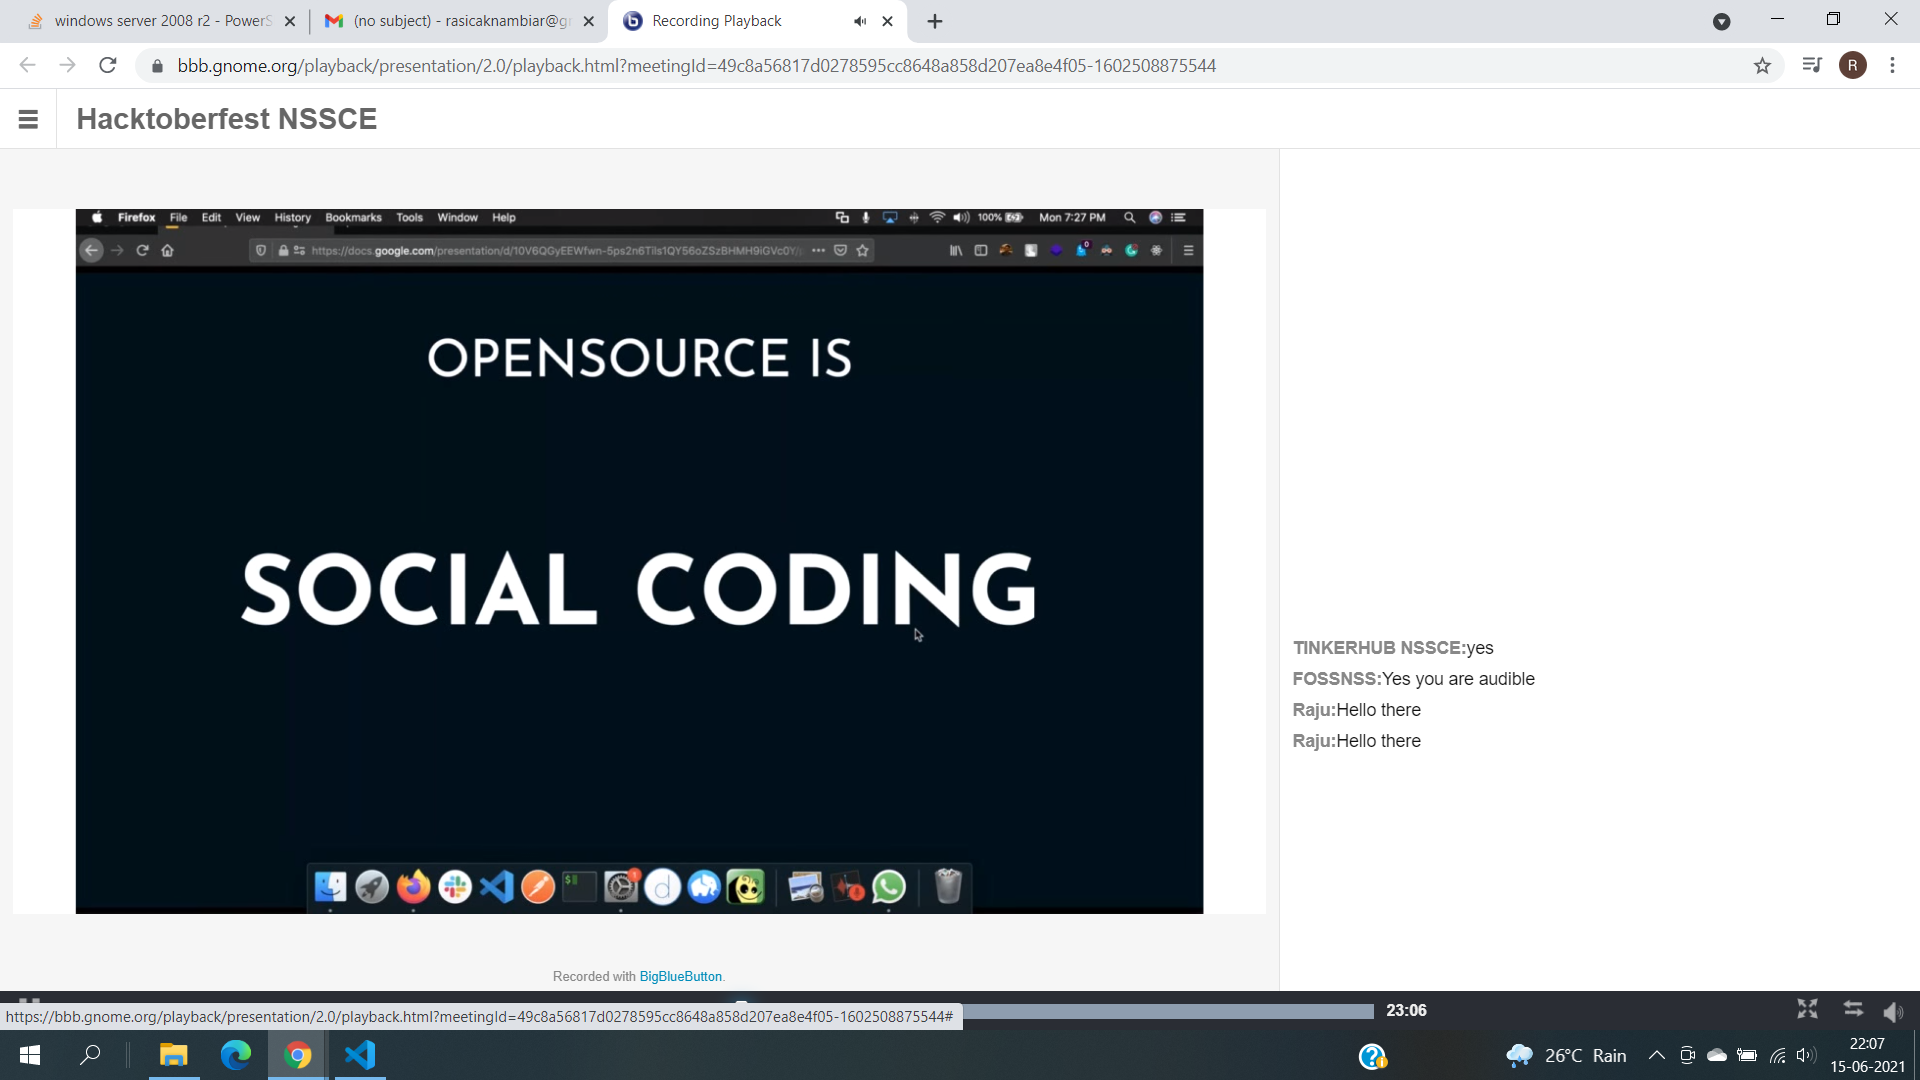 windows server 2008 r2 - PowerS
(no subject) - rasicaknambiar@g
Recording Playback
bbb.gnome.org/playback/presentation/2.0/playback.html?meetingId=49c8a56817d0278595cc8648a858d207ea8e4f05-1602508875544
R
Hacktoberfest NSSCE
Firefox File Edit View History Bookmarks Tools Window Help
100% Mon 7:27 PM
https://docs.google.com/presentation/d/10V6QGyEEWfwn-5ps2n6Tils1QY56oZSzBHMH9iGVc0Y/
0
OPENSOURCE IS
SOCIAL CODING
TINKERHUB NSSCE:yes
FOSSNSS:Yes you are audible
Raju:Hello there
Raju:Hello there
1
d
Recorded with BigBlueButton.
23:06
https://bbb.gnome.org/playback/presentation/2.0/playback.html?meetingId=49c8a56817d0278595cc8648a858d207ea8e4f05-1602508875544#
26°C Rain
22:07
15-06-2021